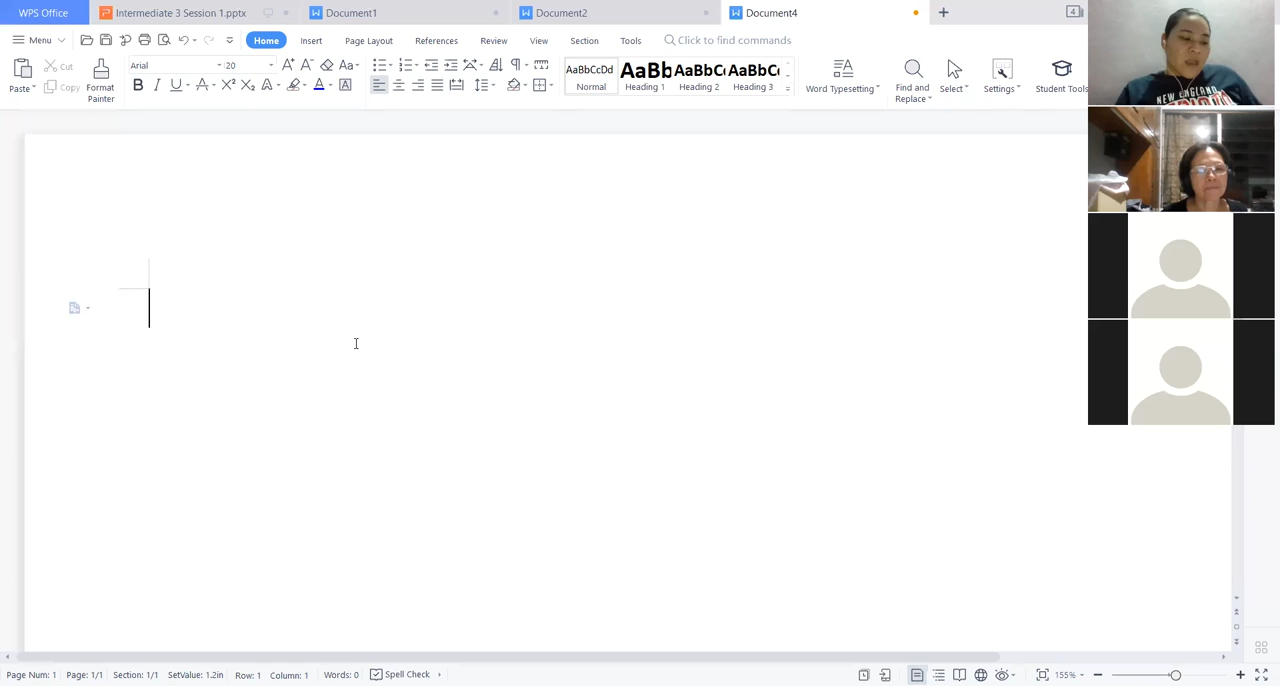 WPS Office Intermediate 3 Session 1.pptx Document1 Document2 Document4 4
Menu Home Insert Page Layout References Review View Section Tools Click to find commands
Paste Cut Copy Format Painter Arial 20 AaBbCcDd Normal AaBb Heading 1 AaBbC Heading 2 AaBbC Heading 3 Word Typesetting Find and Replace Select Settings Student Tools
NEW ENGLAND
Page Num: 1 Page: 1/1 Section: 1/1 SetValue: 1.2in Row: 1 Column: 1 Words: 0 Spell Check 155%